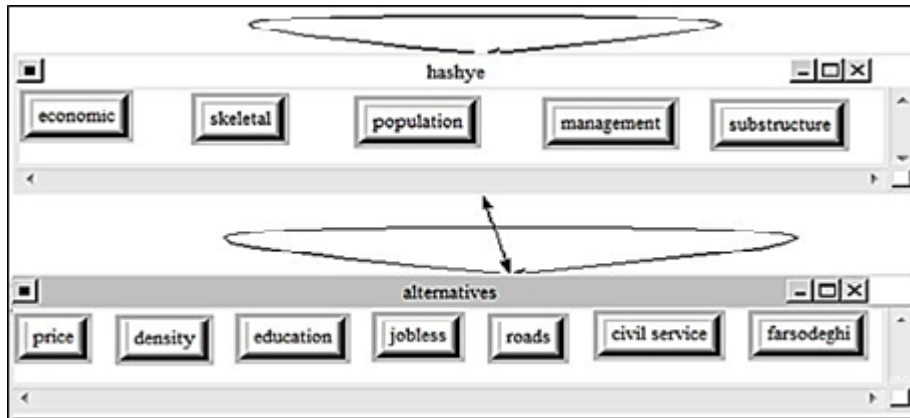 hashye
economic skeletal population management substructure
alternatives
price density education jobless roads civil service farsodeghi